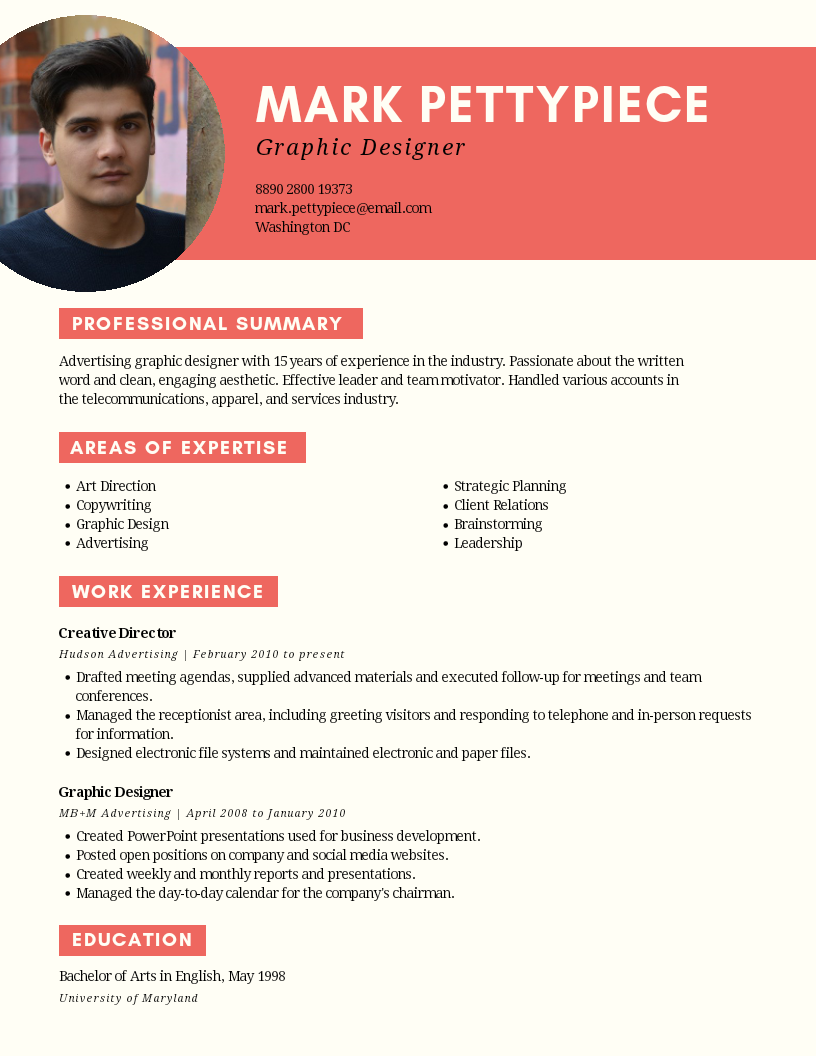 MARK PETTYPIECE
Graphic Designer
8890 2800 19373
mark.pettypiece@email.com
Washington DC
PROFESSIONAL SUMMARY
Advertising graphic designer with 15 years of experience in the industry. Passionate about the written
word and clean, engaging aesthetic. Effective leader and team motivator. Handled various accounts in
the telecommunications, apparel, and services industry.
AREAS OF EXPERTISE
• Art Direction
• Copywriting
• Graphic Design
• Advertising
• Strategic Planning
• Client Relations
• Brainstorming
• Leadership
WORK EXPERIENCE
Creative Director
Hudson Advertising | February 2010 to present
• Drafted meeting agendas, supplied advanced materials and executed follow-up for meetings and team
conferences.
• Managed the receptionist area, including greeting visitors and responding to telephone and in-person requests
for information.
• Designed electronic file systems and maintained electronic and paper files.
Graphic Designer
MB+M Advertising | April 2008 to January 2010
• Created PowerPoint presentations used for business development.
• Posted open positions on company and social media websites.
• Created weekly and monthly reports and presentations.
• Managed the day-to-day calendar for the company's chairman.
EDUCATION
Bachelor of Arts in English, May 1998
University of Maryland